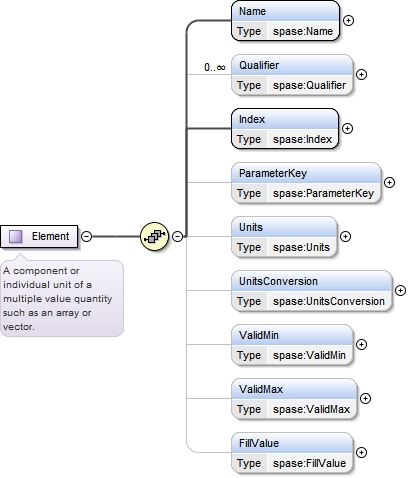 Name
Type spase:Name
0..∞
Qualifier
Type spase:Qualifier
Index
Type spase:Index
ParameterKey
Type spase:ParameterKey
Element
A component or
individual unit of a
multiple value quantity
such as an array or
vector.
Units
Type spase:Units
UnitsConversion
Type spase:UnitsConversion
ValidMin
Type spase:ValidMin
ValidMax
Type spase:ValidMax
FillValue
Type spase:FillValue